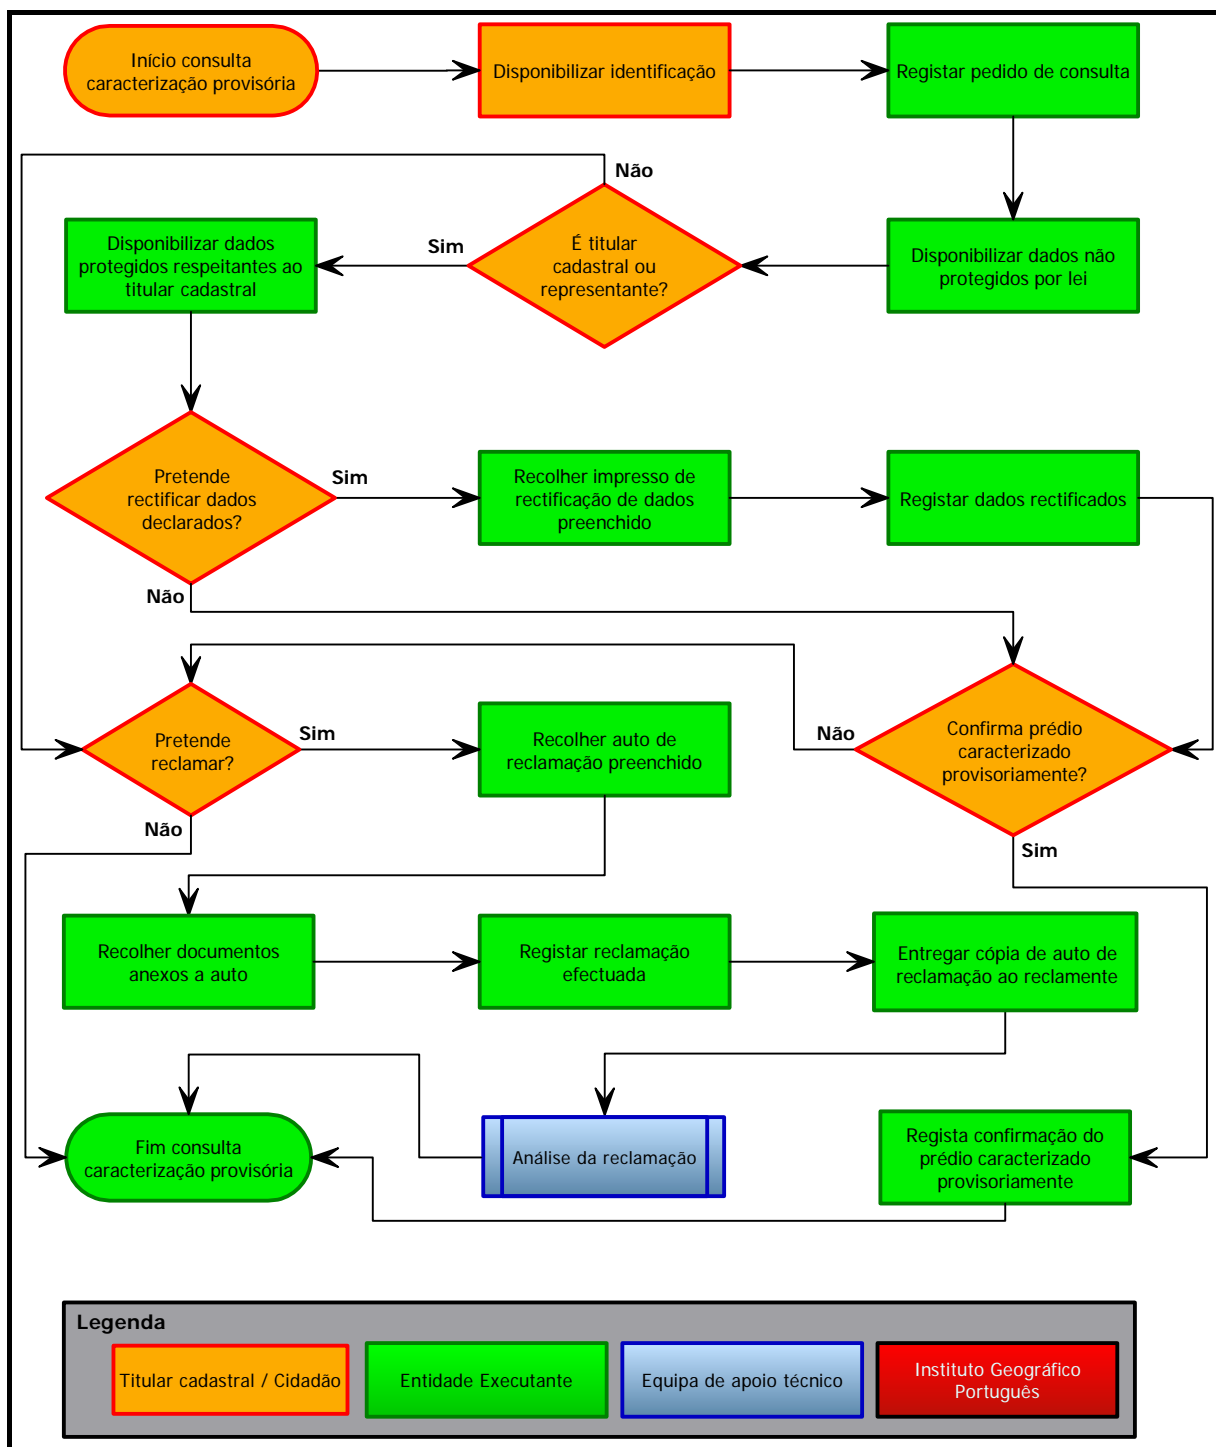 Início consulta
caracterização provisória
Disponibilizar identificação
Registar pedido de consulta
Não
Disponibilizar dados
protegidos respeitantes ao
titular cadastral
Sim
É titular
cadastral ou
representante?
Disponibilizar dados não
protegidos por lei
Pretende
rectificar dados
declarados?
Sim
Recolher impresso de
rectificação de dados
preenchido
Registar dados rectificados
Não
Pretende
reclamar?
Sim
Recolher auto de
reclamação preenchido
Não
Confirma prédio
caracterizado
provisoriamente?
Não
Sim
Recolher documentos
anexos a auto
Registar reclamação
efectuada
Entregar cópia de auto de
reclamação ao reclamente
Fim consulta
caracterização provisória
Análise da reclamação
Regista confirmação do
prédio caracterizado
provisoriamente
Legenda
Titular cadastral / Cidadão
Entidade Executante
Equipa de apoio técnico
Instituto Geográfico
Português